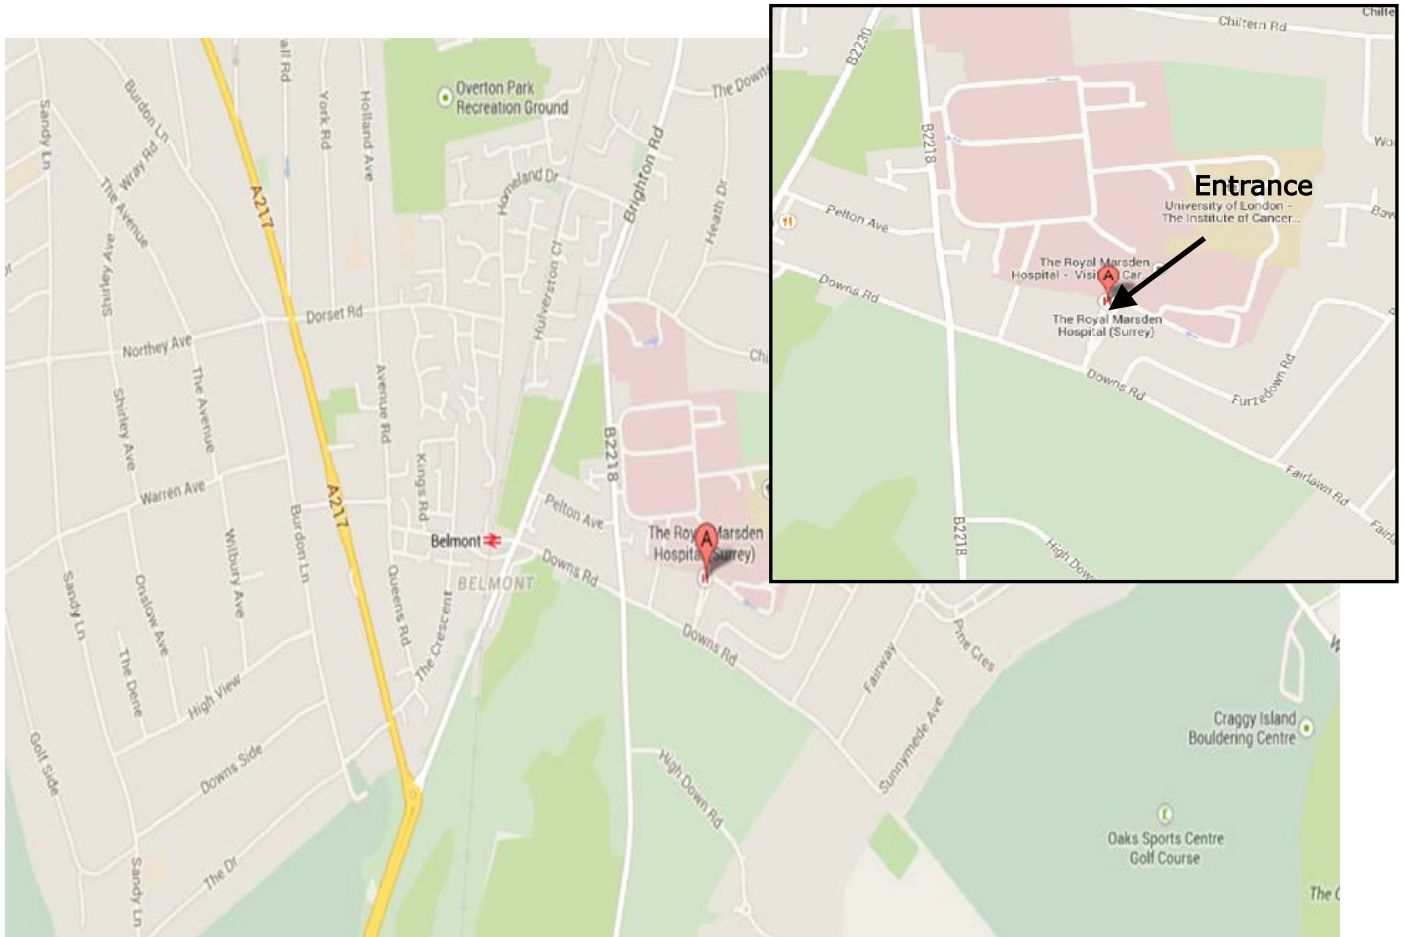 Sandy Ln
Burdon Ln
Wray Rd
The Avenue
Shirley Ave
A217
York Rd
Holland Ave
Overton Park
Recreation Ground
Homeland Dr
Brighton Rd
The Downs
Heath Dr
Hulverston Cl
Dorset Rd
Northey Ave
The Avenue
Shirley Ave
Avenue Rd
Kings Rd
B2218
Warren Ave
A217
Burdon Ln
Wilbury Ave
Belmont
BELMONT
Pelton Ave
Downs Rd
The Royal Marsden
Hospital (Surrey)
A
Sandy Ln
Onslow Ave
The Dene
High View
Queens Rd
The Crescent
Downs Rd
Golf Side
Downs Side
High Down Rd
Fairway
Pine Cres
Sunnymede Ave
Craggy Island
Bouldering Centre
Oaks Sports Centre
Golf Course
The Dr
Sandy Ln
B2230
Chiltern Rd
B2218
Entrance
University of London -
The Institute of Cancer...
Pelton Ave
The Royal Marsden
A
The Royal Marsden
Hospital (Surrey)
Downs Rd
Downs Rd
Furzedown Rd
Fairlawn Rd
B2218